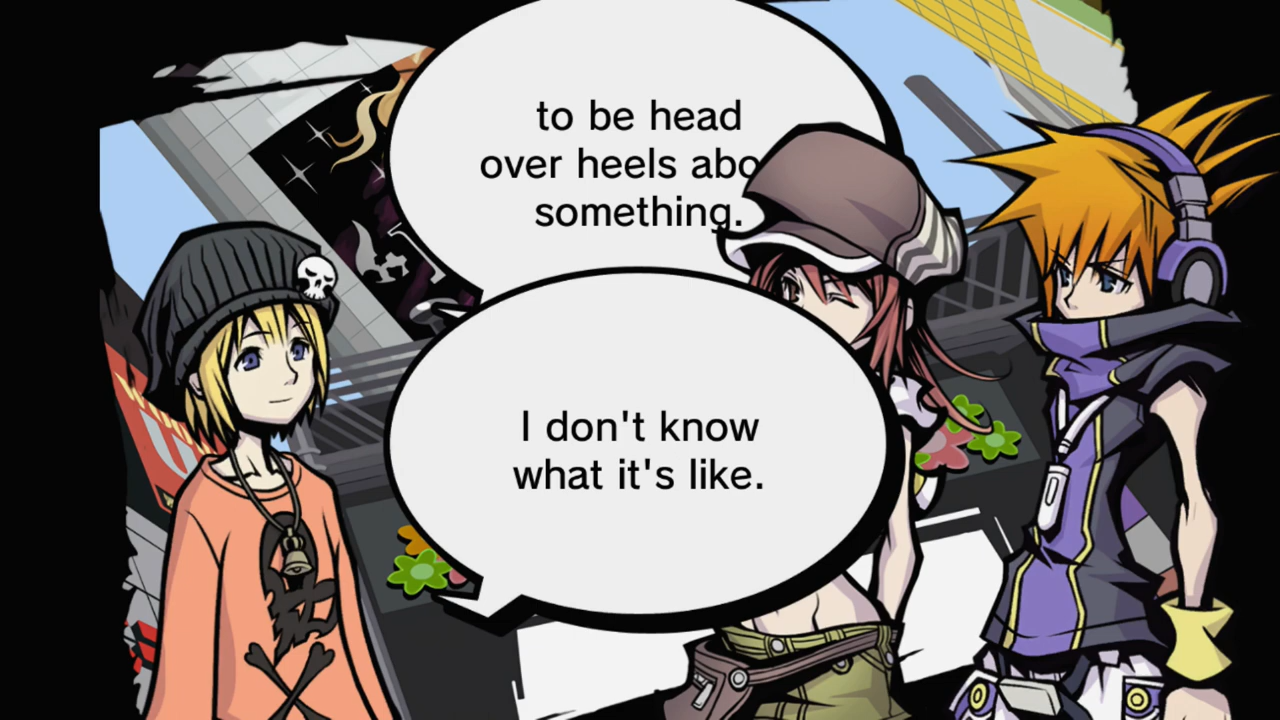 to be head
over heels abo
something.
I don't know
what it's like.